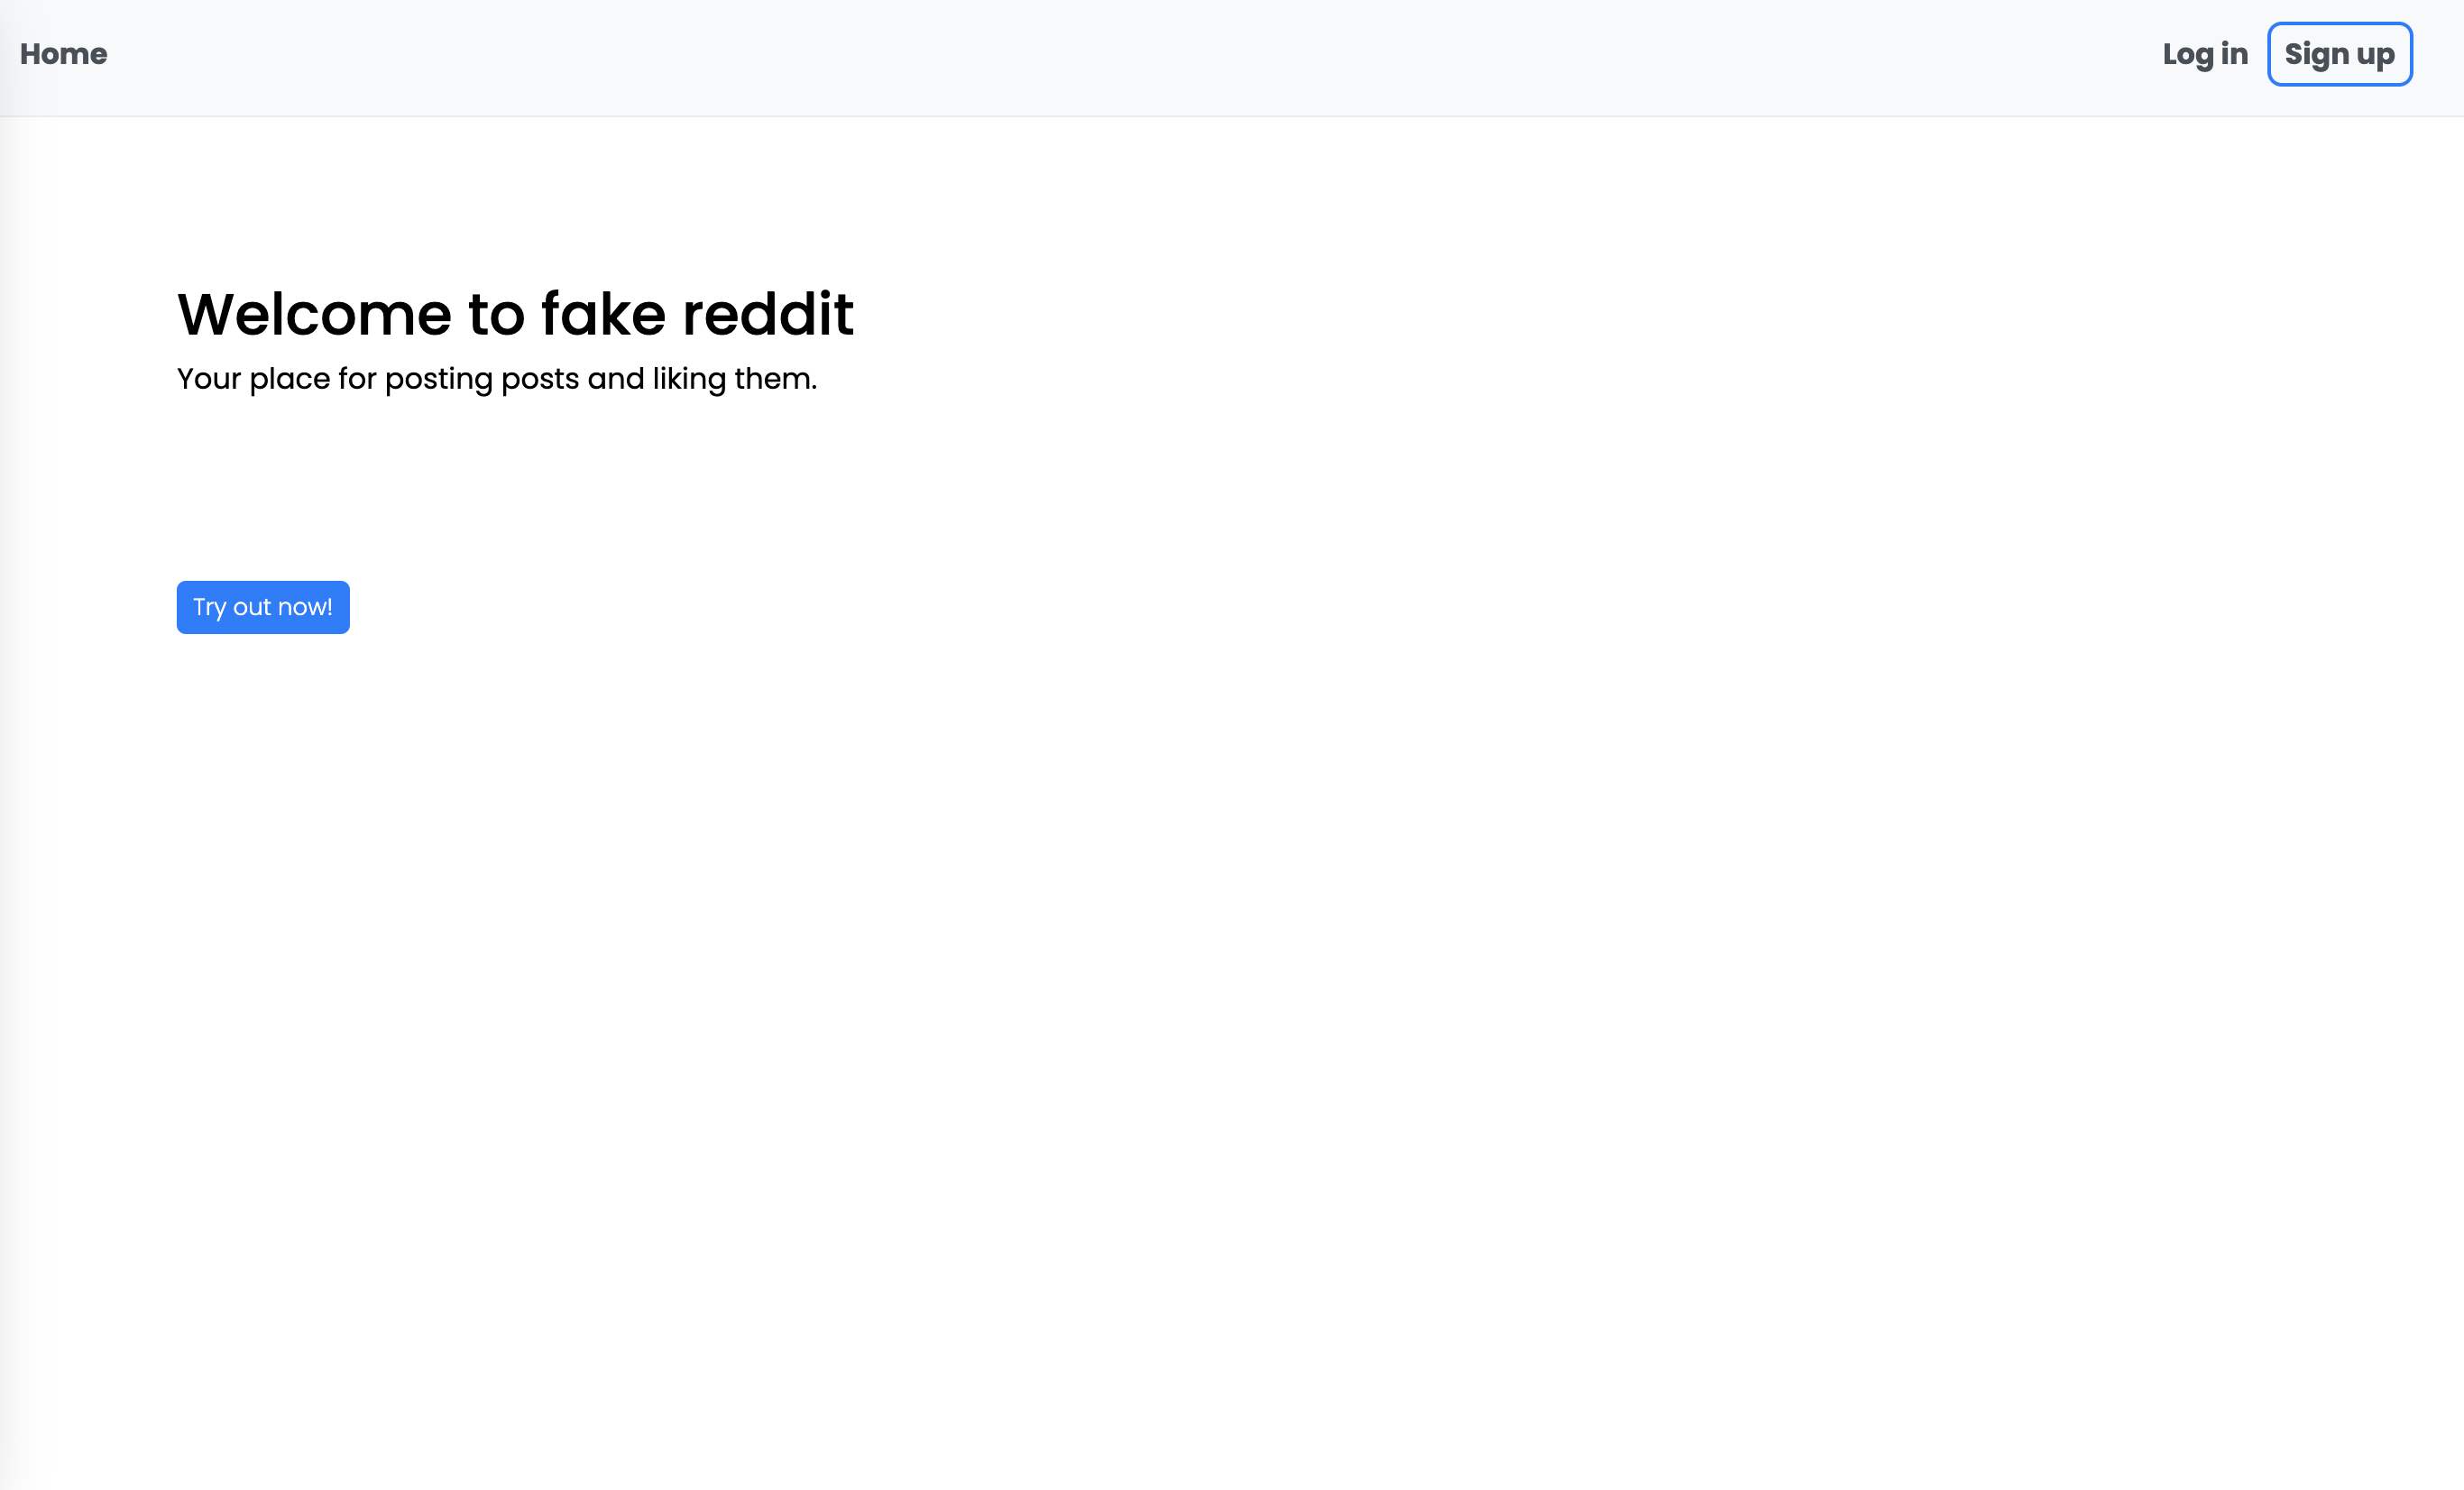 Home
Log in
Sign up
Welcome to fake reddit
Your place for posting posts and liking them.
Try out now!